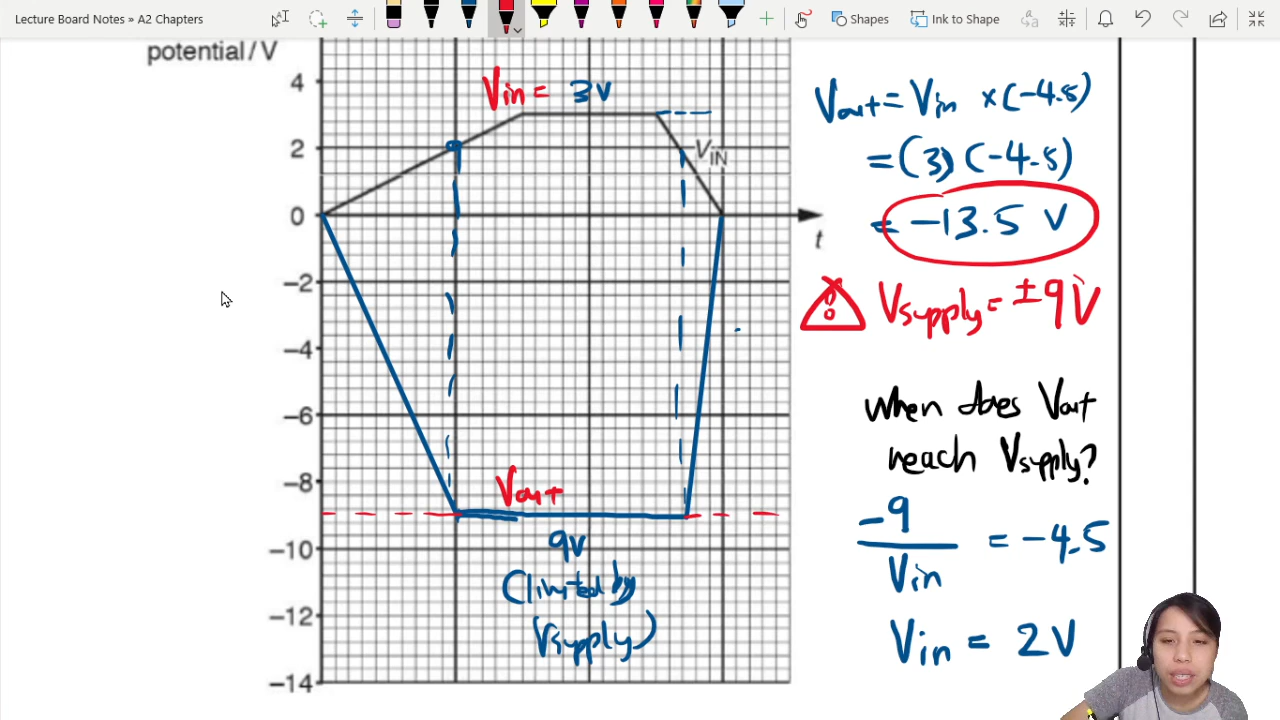 Lecture Board Notes » A2 Chapters
Shapes
Ink to Shape
potential / V
4
2
0
−2
−4
−6
−8
−10
−12
−14
Vin = 3V
VIN
t
Vout
9V
(limited by
Vsupply)
Vout = Vin × (-4.5)
= (3) (-4.5)
= -13.5 V
Vsupply = ±9V
When does Vout
reach Vsupply?
-9
Vin
= -4.5
Vin = 2V